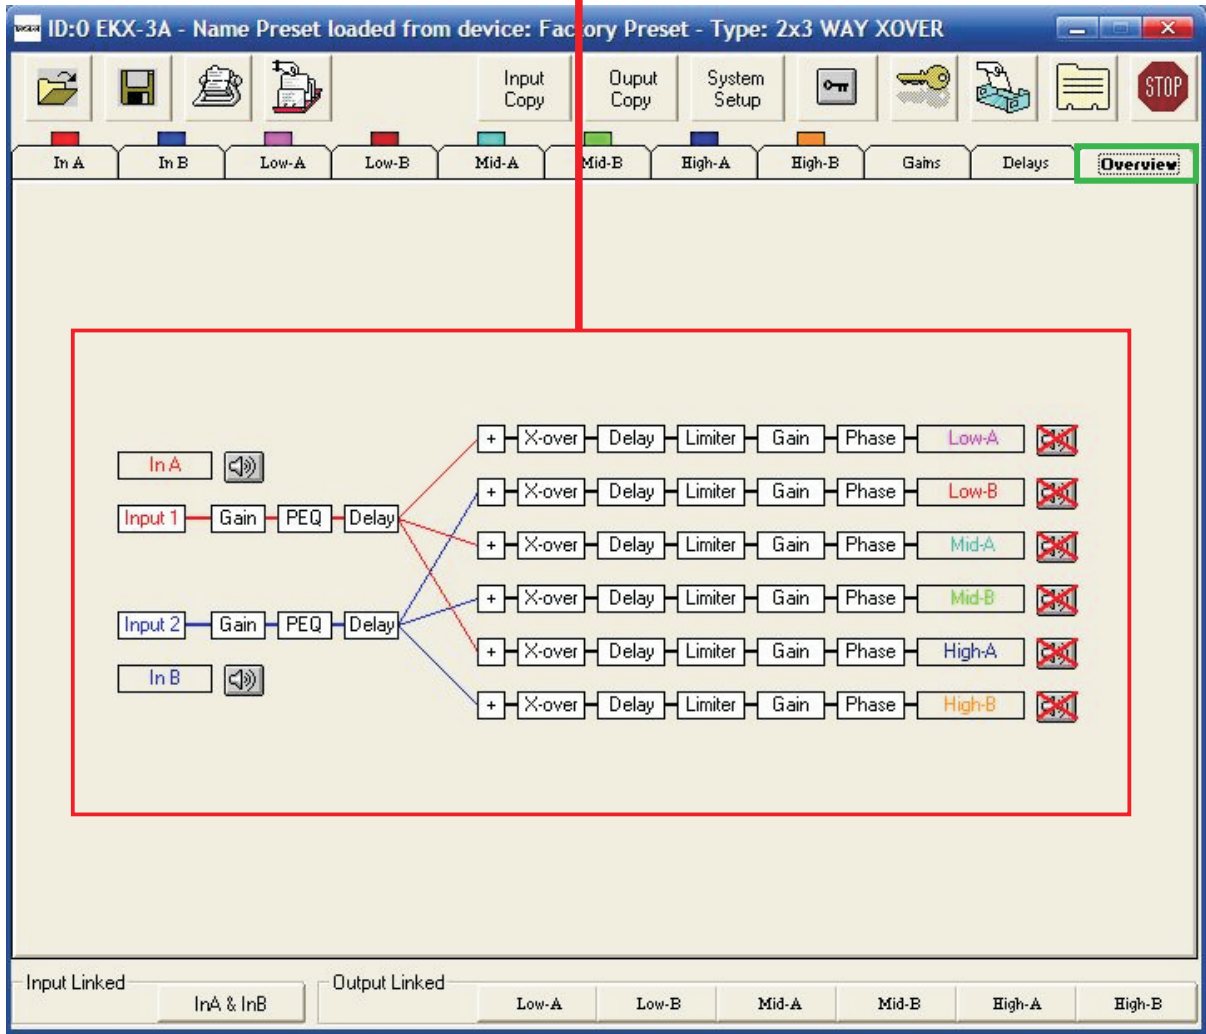 ID:0 EKX-3A - Name Preset loaded from device: Factory Preset - Type: 2x3 WAY XOVER
Input Copy
Ouput Copy
System Setup
STOP
In A In B Low-A Low-B Mid-A Mid-B High-A High-B Gains Delays Overview
+ X-over Delay Limiter Gain Phase Low-A
In A
+ X-over Delay Limiter Gain Phase Low-B
Input 1 Gain PEQ Delay
+ X-over Delay Limiter Gain Phase Mid-A
+ X-over Delay Limiter Gain Phase Mid-B
Input 2 Gain PEQ Delay
+ X-over Delay Limiter Gain Phase High-A
In B
+ X-over Delay Limiter Gain Phase High-B
Input Linked
InA & InB
Output Linked
Low-A Low-B Mid-A Mid-B High-A High-B